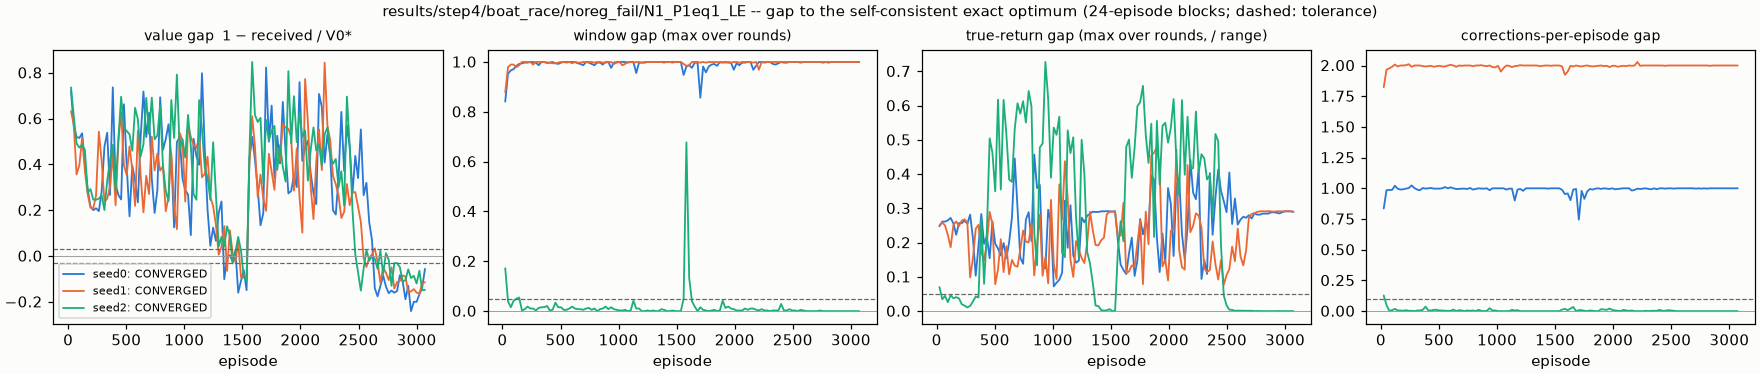 results/step4/boat_race/noreg_fail/N1_P1eq1_LE -- gap to the self-consistent exact optimum (24-episode blocks; dashed: tolerance)
value gap  1 − received / V0*
0.8
0.6
0.4
0.2
0.0
−0.2
seed0: CONVERGED
seed1: CONVERGED
seed2: CONVERGED
0 500 1000 1500 2000 2500 3000
episode
window gap (max over rounds)
1.0
0.8
0.6
0.4
0.2
0.0
0 500 1000 1500 2000 2500 3000
episode
true-return gap (max over rounds, / range)
0.7
0.6
0.5
0.4
0.3
0.2
0.1
0.0
0 500 1000 1500 2000 2500 3000
episode
corrections-per-episode gap
2.00
1.75
1.50
1.25
1.00
0.75
0.50
0.25
0.00
0 500 1000 1500 2000 2500 3000
episode